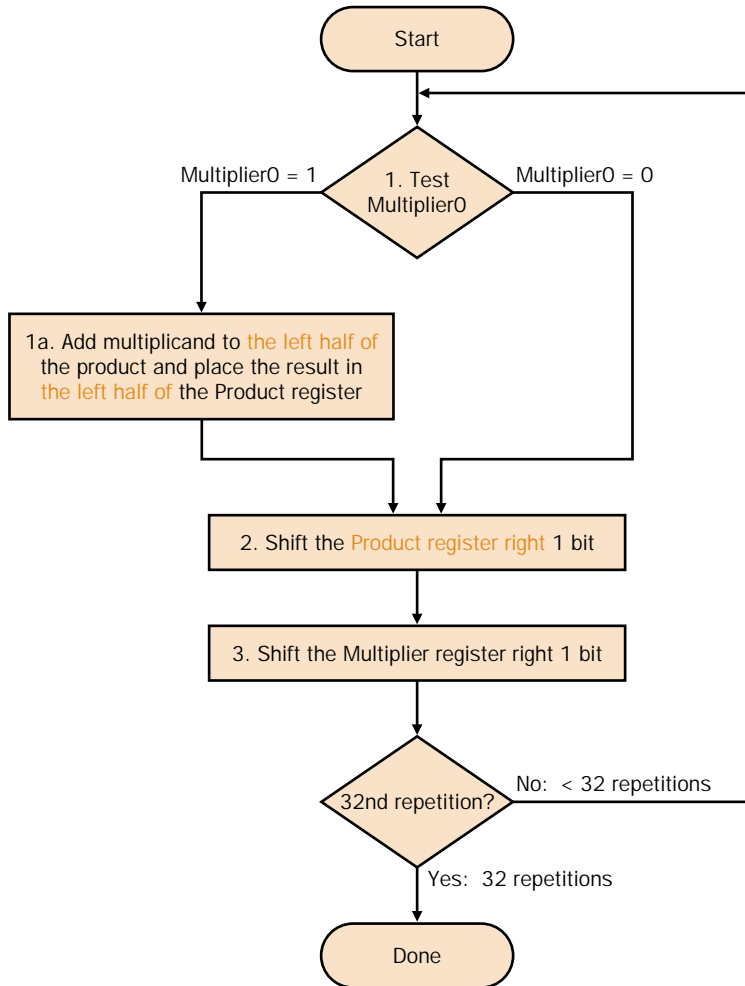 Start
Multiplier0 = 1
1. Test
Multiplier0
Multiplier0 = 0
1a. Add multiplicand to the left half of
the product and place the result in
the left half of the Product register
2. Shift the Product register right 1 bit
3. Shift the Multiplier register right 1 bit
32nd repetition?
No: < 32 repetitions
Yes: 32 repetitions
Done